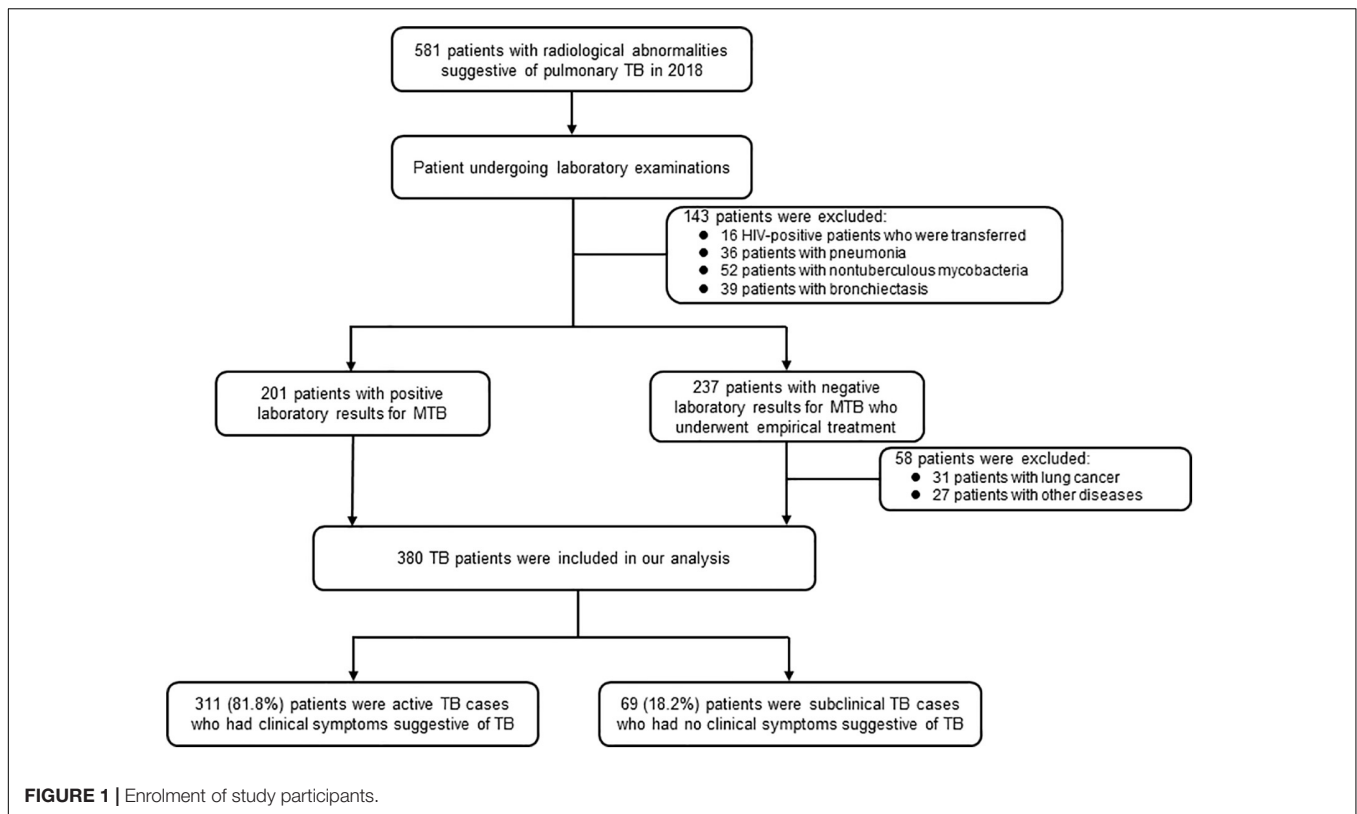 581 patients with radiological abnormalities
suggestive of pulmonary TB in 2018
Patient undergoing laboratory examinations
143 patients were excluded:
● 16 HIV-positive patients who were transferred
● 36 patients with pneumonia
● 52 patients with nontuberculous mycobacteria
● 39 patients with bronchiectasis
201 patients with positive
laboratory results for MTB
237 patients with negative
laboratory results for MTB who
underwent empirical treatment
58 patients were excluded:
● 31 patients with lung cancer
● 27 patients with other diseases
380 TB patients were included in our analysis
311 (81.8%) patients were active TB cases
who had clinical symptoms suggestive of TB
69 (18.2%) patients were subclinical TB cases
who had no clinical symptoms suggestive of TB
FIGURE 1 | Enrolment of study participants.